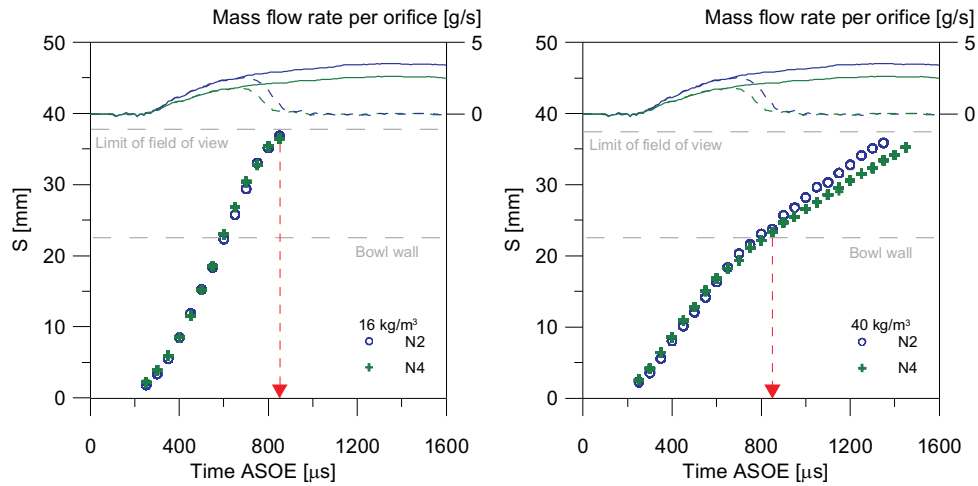 Mass flow rate per orifice [g/s]
50
5
40
0
Limit of field of view
30
S [mm]
Bowl wall
20
16 kg/m³
10
N2
N4
0
0 400 800 1200 1600
Time ASOE [µs]
Mass flow rate per orifice [g/s]
50
5
40
0
Limit of field of view
30
S [mm]
Bowl wall
20
40 kg/m³
10
N2
N4
0
0 400 800 1200 1600
Time ASOE [µs]